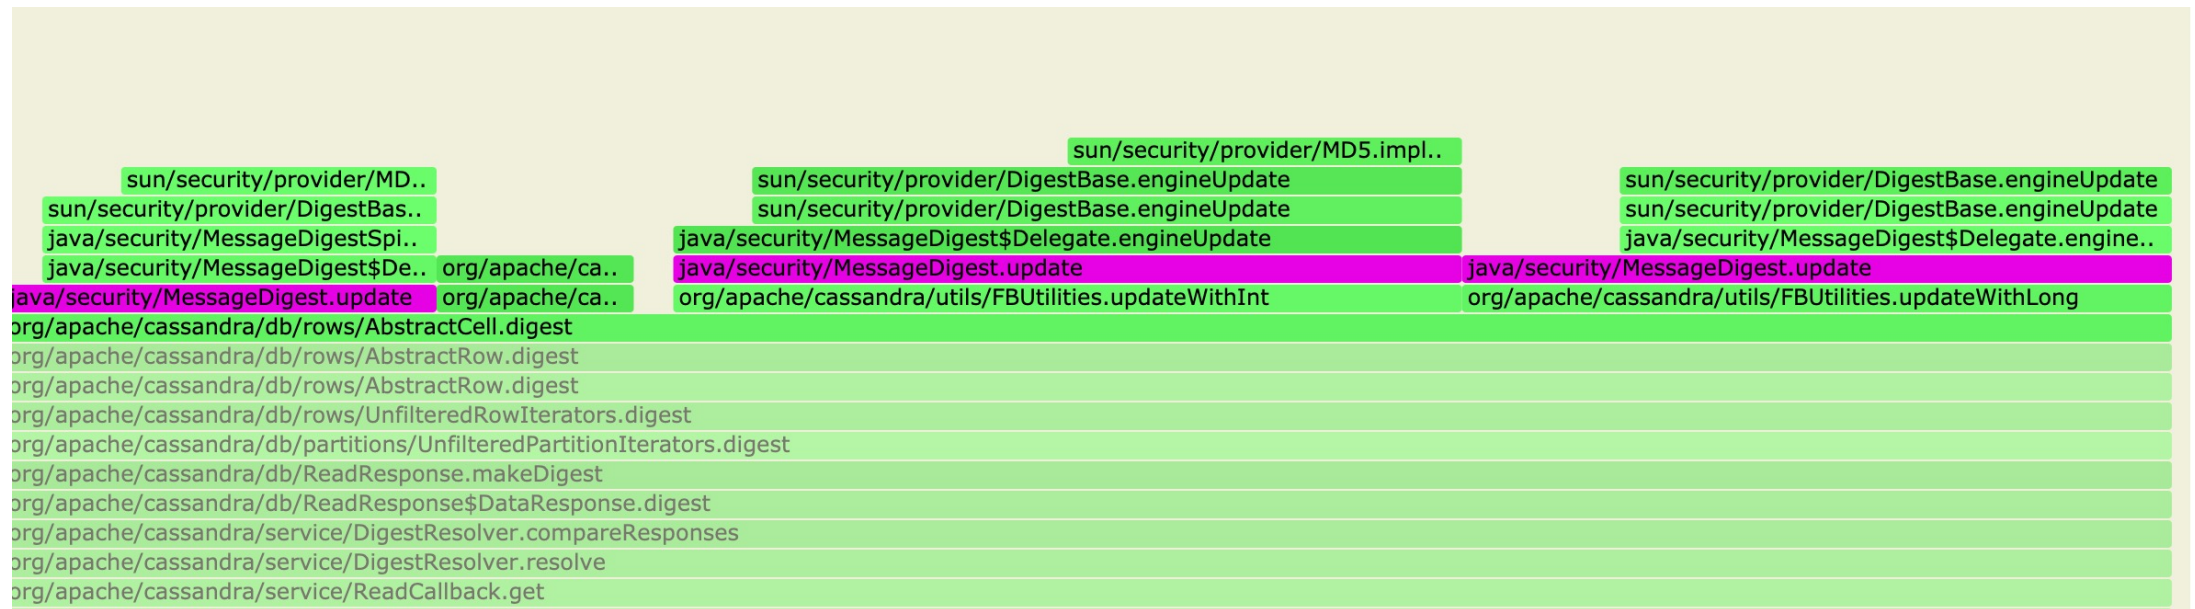 sun/security/provider/MD5.impl..
sun/security/provider/MD.. sun/security/provider/DigestBase.engineUpdate sun/security/provider/DigestBase.engineUpdate
sun/security/provider/DigestBas.. sun/security/provider/DigestBase.engineUpdate sun/security/provider/DigestBase.engineUpdate
java/security/MessageDigestSpi.. java/security/MessageDigest$Delegate.engineUpdate java/security/MessageDigest$Delegate.engine..
java/security/MessageDigest$De.. org/apache/ca.. java/security/MessageDigest.update java/security/MessageDigest.update
java/security/MessageDigest.update org/apache/ca.. org/apache/cassandra/utils/FBUtilities.updateWithInt org/apache/cassandra/utils/FBUtilities.updateWithLong
org/apache/cassandra/db/rows/AbstractCell.digest
org/apache/cassandra/db/rows/AbstractRow.digest
org/apache/cassandra/db/rows/AbstractRow.digest
org/apache/cassandra/db/rows/UnfilteredRowIterators.digest
org/apache/cassandra/db/partitions/UnfilteredPartitionIterators.digest
org/apache/cassandra/db/ReadResponse.makeDigest
org/apache/cassandra/db/ReadResponse$DataResponse.digest
org/apache/cassandra/service/DigestResolver.compareResponses
org/apache/cassandra/service/DigestResolver.resolve
org/apache/cassandra/service/ReadCallback.get